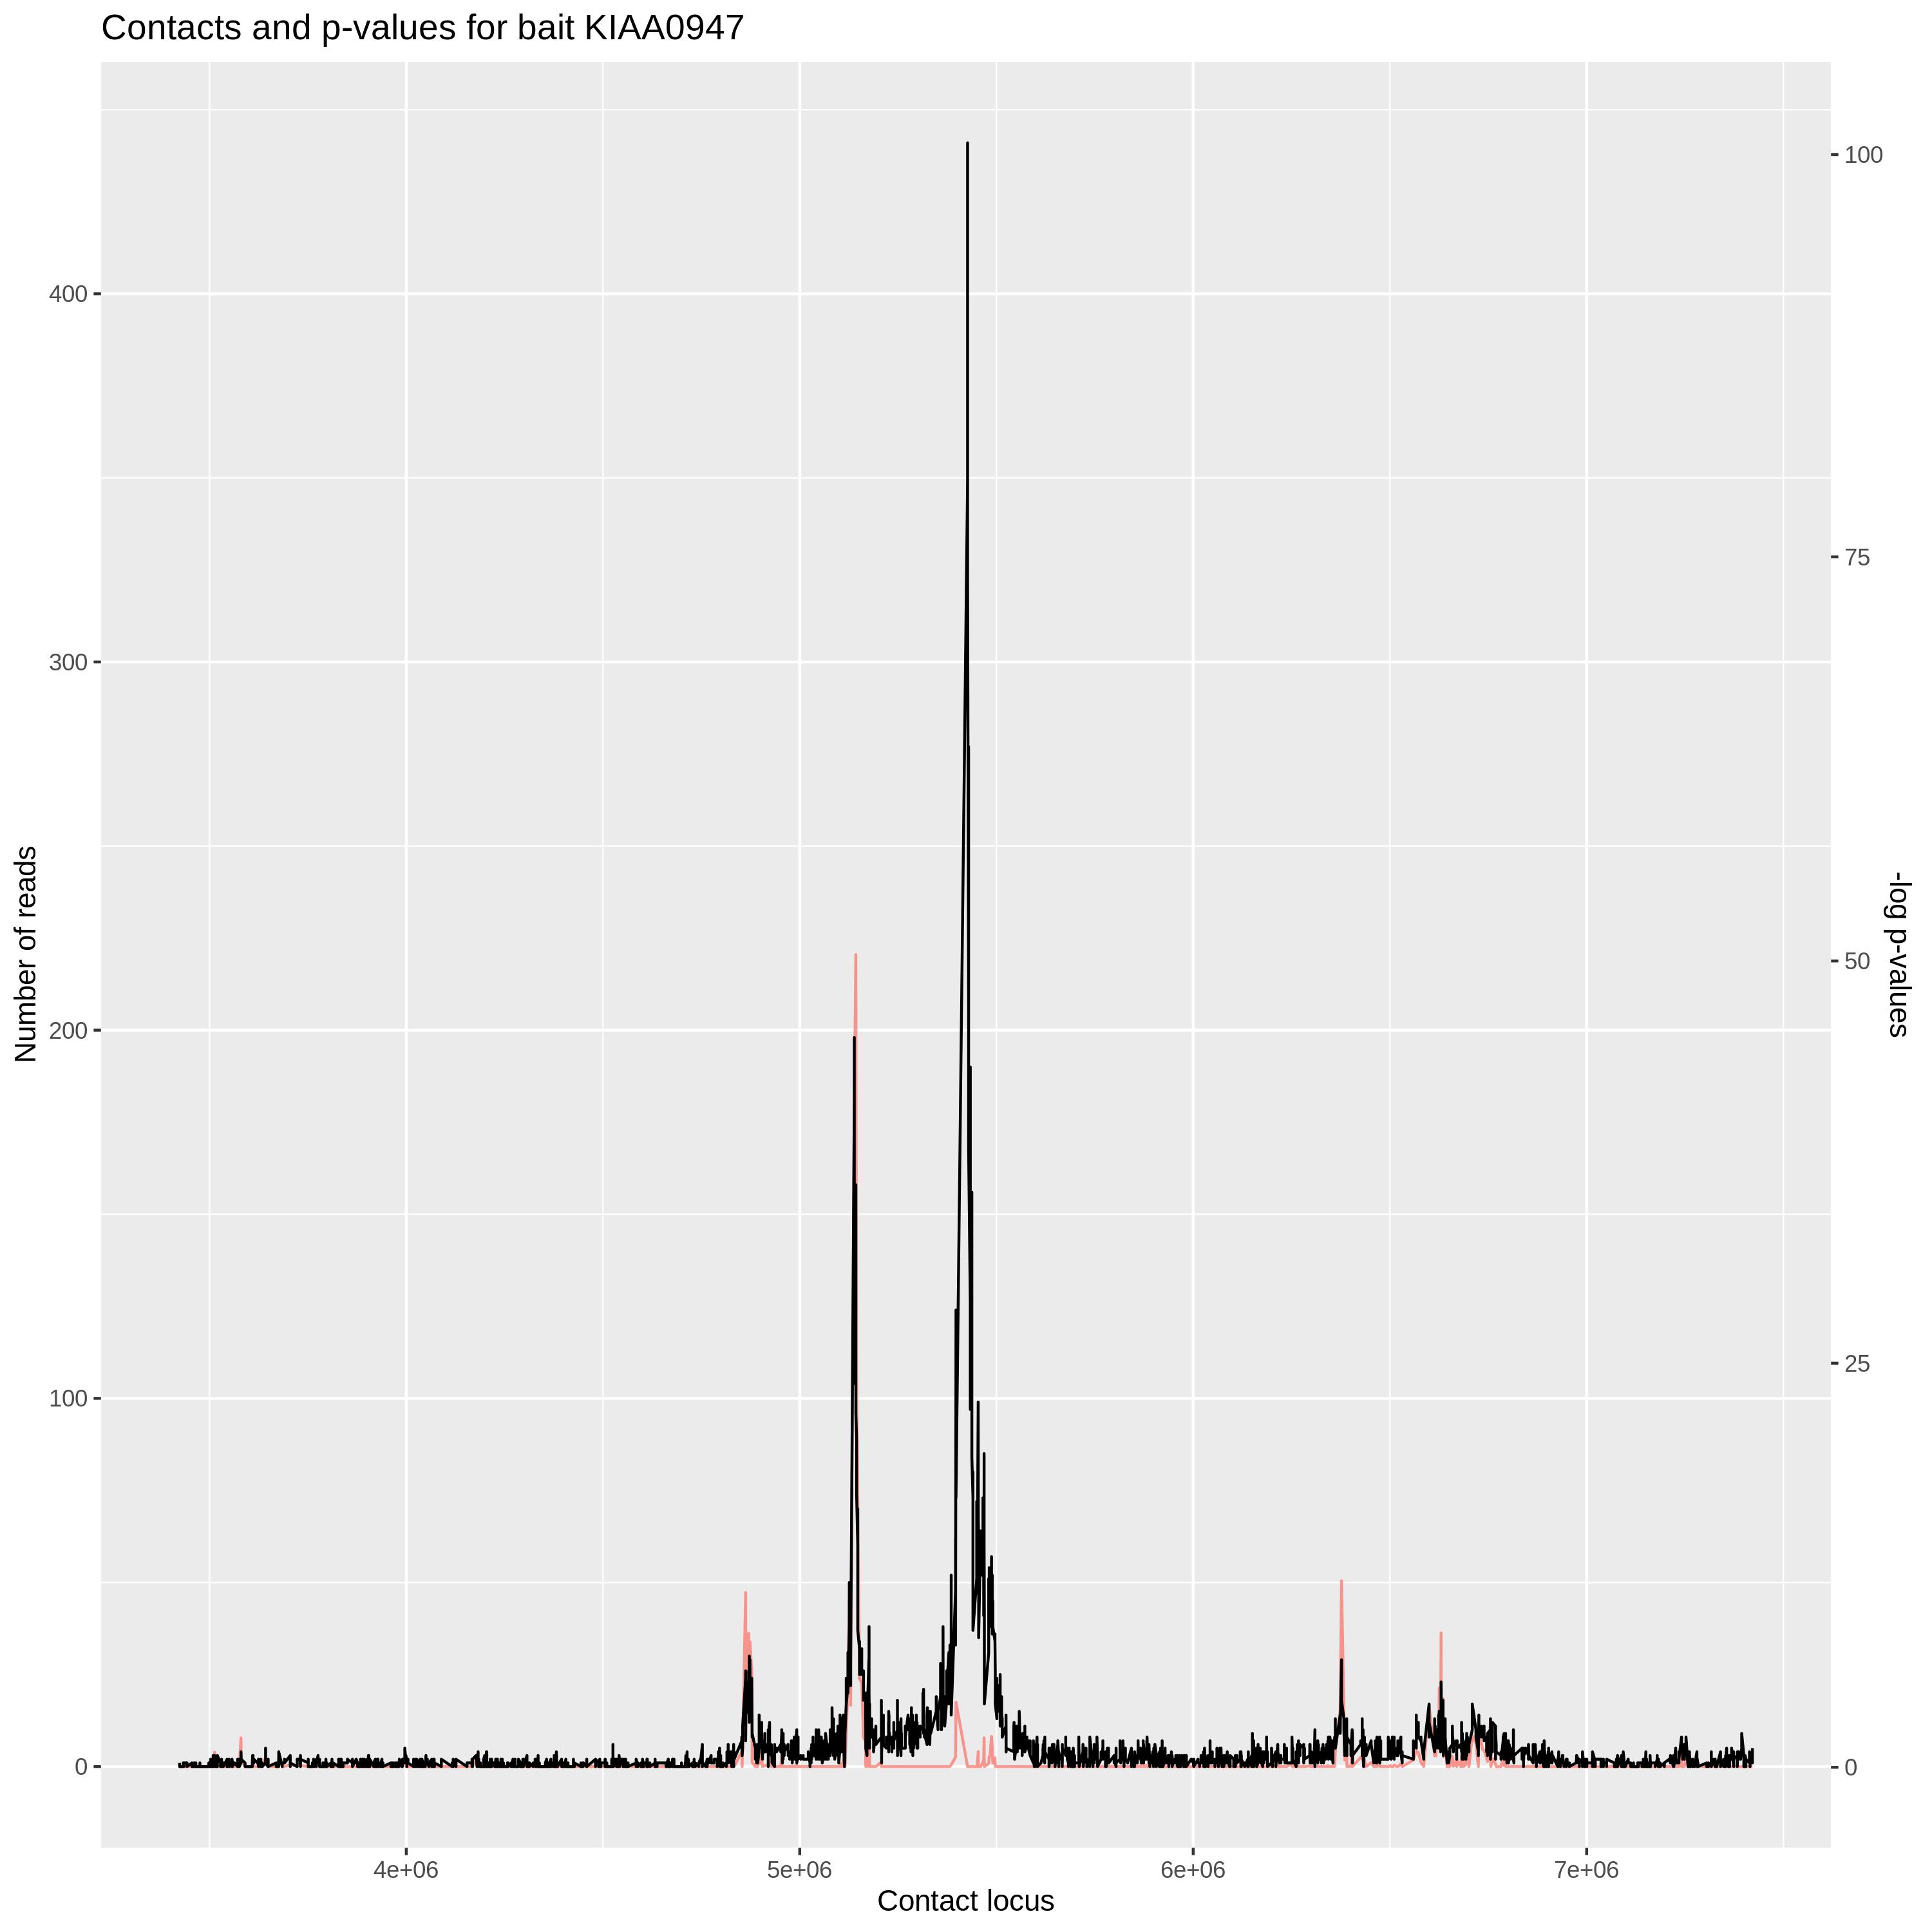 Contacts and p-values for bait KIAA0947
Number of reads
400
300
200
100
0
100
75
50
25
0
-log p-values
4e+06 5e+06 6e+06 7e+06
Contact locus